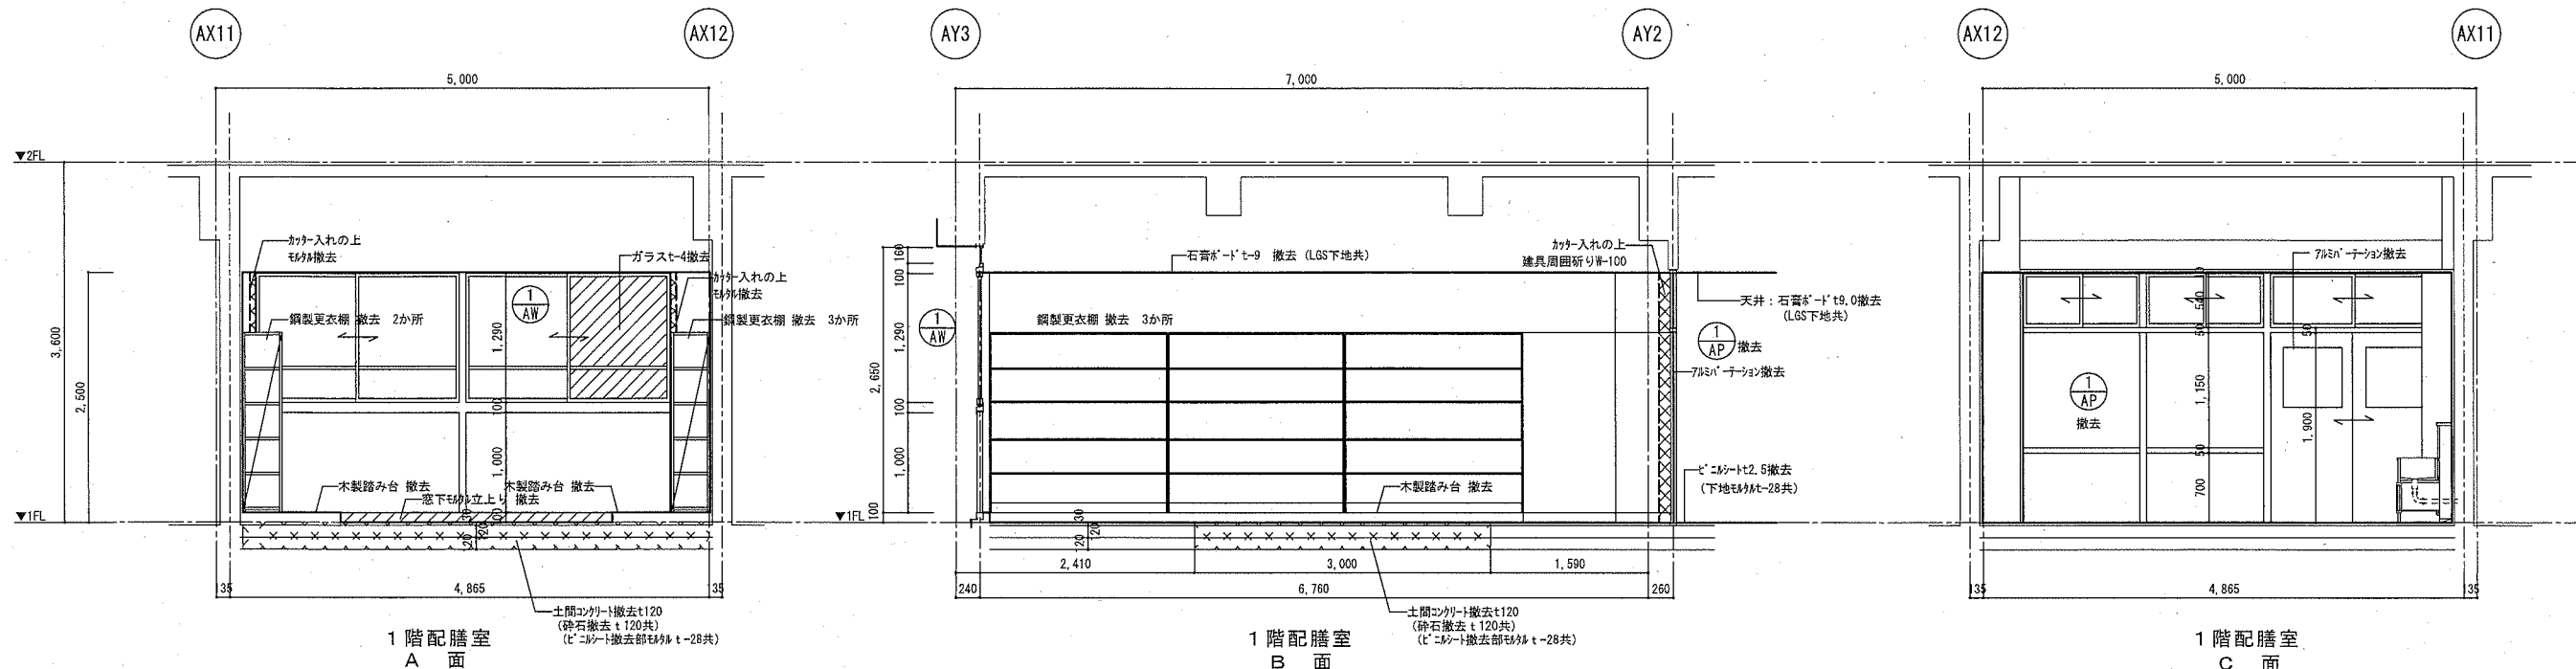 AX11
AX12
5,000
▼2FL
3,600
2,500
カッター入れの上
モルタル撤去
ガラスt-4撤去
カッター入れの上
モルタル撤去
鋼製更衣棚 撤去 2か所
鋼製更衣棚 撤去 3か所
1
AW
1,290
100
1,000
木製踏み台 撤去
木製踏み台 撤去
窓下モルタル立上り 撤去
30
100
120
120
▼1FL
135
4,865
135
土間コンクリート撤去t120
(砕石撤去 t 120共)
(ビニルシート撤去部モルタル t-28共)
1階配膳室
A 面
AY3
AY2
7,000
160
100
1,290
2,650
100
1,000
100
1
AW
石膏ボードt-9 撤去 (LGS下地共)
カッター入れの上
建具周囲斫りW-100
鋼製更衣棚 撤去 3か所
天井：石膏ボードt9.0撤去
(LGS下地共)
1
AP
撤去
アルミパーテーション撤去
木製踏み台 撤去
ビニルシートt2.5撤去
(下地モルタルt-28共)
▼1FL
30
120
120
2,410
3,000
1,590
240
6,760
260
土間コンクリート撤去t120
(砕石撤去 t 120共)
(ビニルシート撤去部モルタル t-28共)
1階配膳室
B 面
AX12
AX11
5,000
アルミパーテーション撤去
540
50
50
1,150
1,900
50
700
1
AP
撤去
135
4,865
135
1階配膳室
C 面